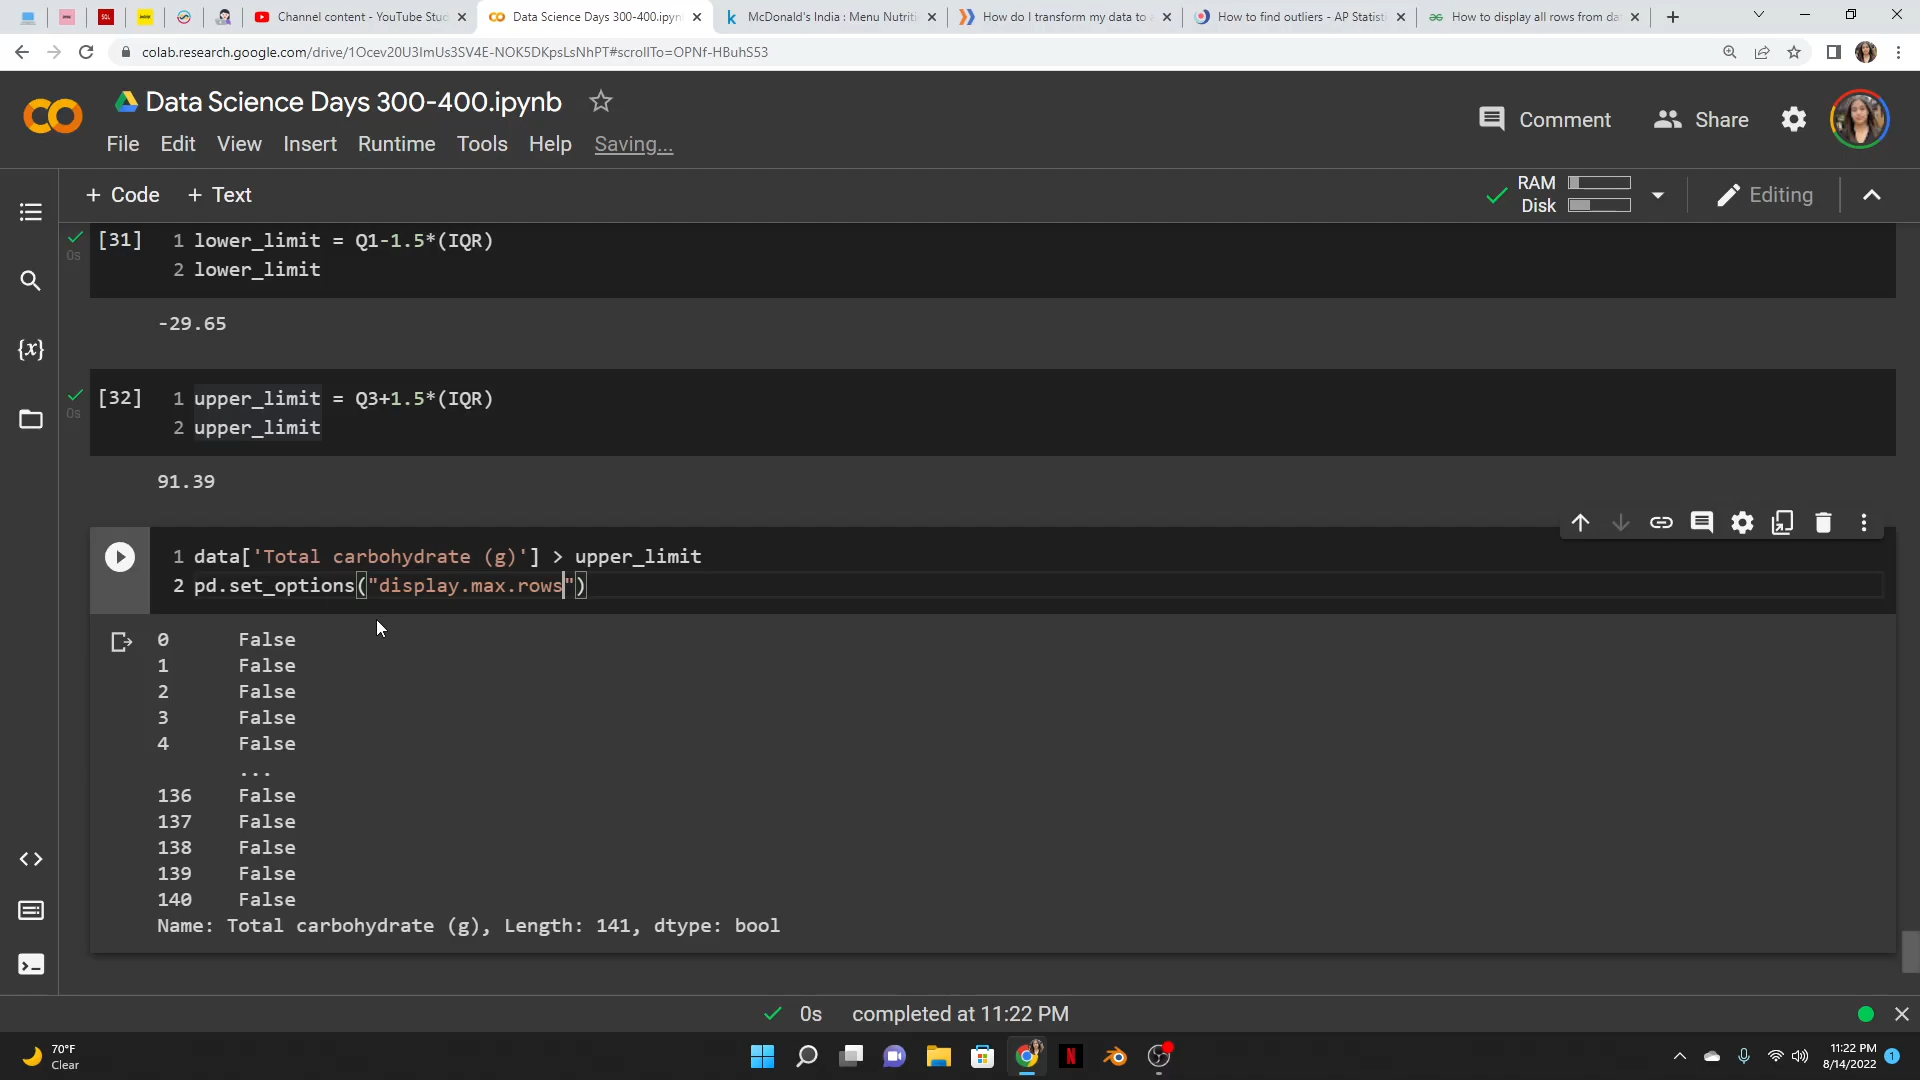 Channel content - YouTube Stud
Data Science Days 300-400.ipyn
McDonald's India : Menu Nutriti
How do I transform my data to
How to find outliers - AP Statist
How to display all rows from da
colab.research.google.com/drive/1Ocev20U3ImUs3SV4E-NOK5DKpsLsNhPT#scrollTo=OPNf-HBuhS53
Data Science Days 300-400.ipynb
Comment
Share
File Edit View Insert Runtime Tools Help Saving...
+ Code + Text
RAM
Disk
Editing
[31]
0s
1 lower_limit = Q1-1.5*(IQR)
2 lower_limit
-29.65
[32]
0s
1 upper_limit = Q3+1.5*(IQR)
2 upper_limit
91.39
1 data['Total carbohydrate (g)'] > upper_limit
2 pd.set_options("display.max.rows")
0 False
1 False
2 False
3 False
4 False
...
136 False
137 False
138 False
139 False
140 False
Name: Total carbohydrate (g), Length: 141, dtype: bool
0s completed at 11:22 PM
70°F
Clear
11:22 PM
8/14/2022
1